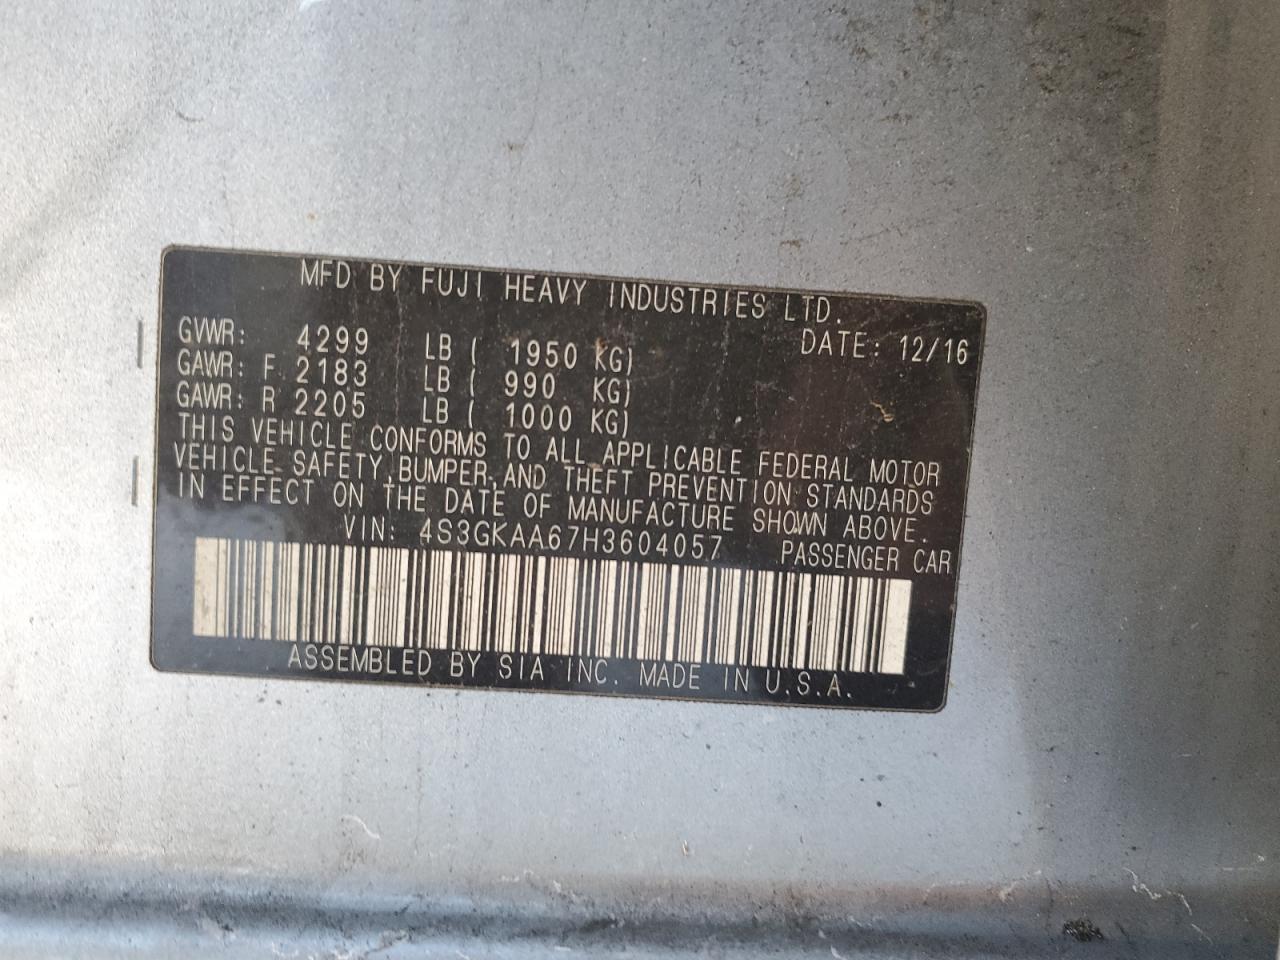 MFD BY FUJI HEAVY INDUSTRIES LTD.
DATE: 12/16
GVWR: 4299 LB ( 1950 KG)
GAWR: F 2183 LB ( 990 KG)
GAWR: R 2205 LB ( 1000 KG)
THIS VEHICLE CONFORMS TO ALL APPLICABLE FEDERAL MOTOR
VEHICLE SAFETY,BUMPER,AND THEFT PREVENTION STANDARDS
IN EFFECT ON THE DATE OF MANUFACTURE SHOWN ABOVE.
VIN: 4S3GKAA67H3604057 PASSENGER CAR
ASSEMBLED BY SIA INC. MADE IN U.S.A.